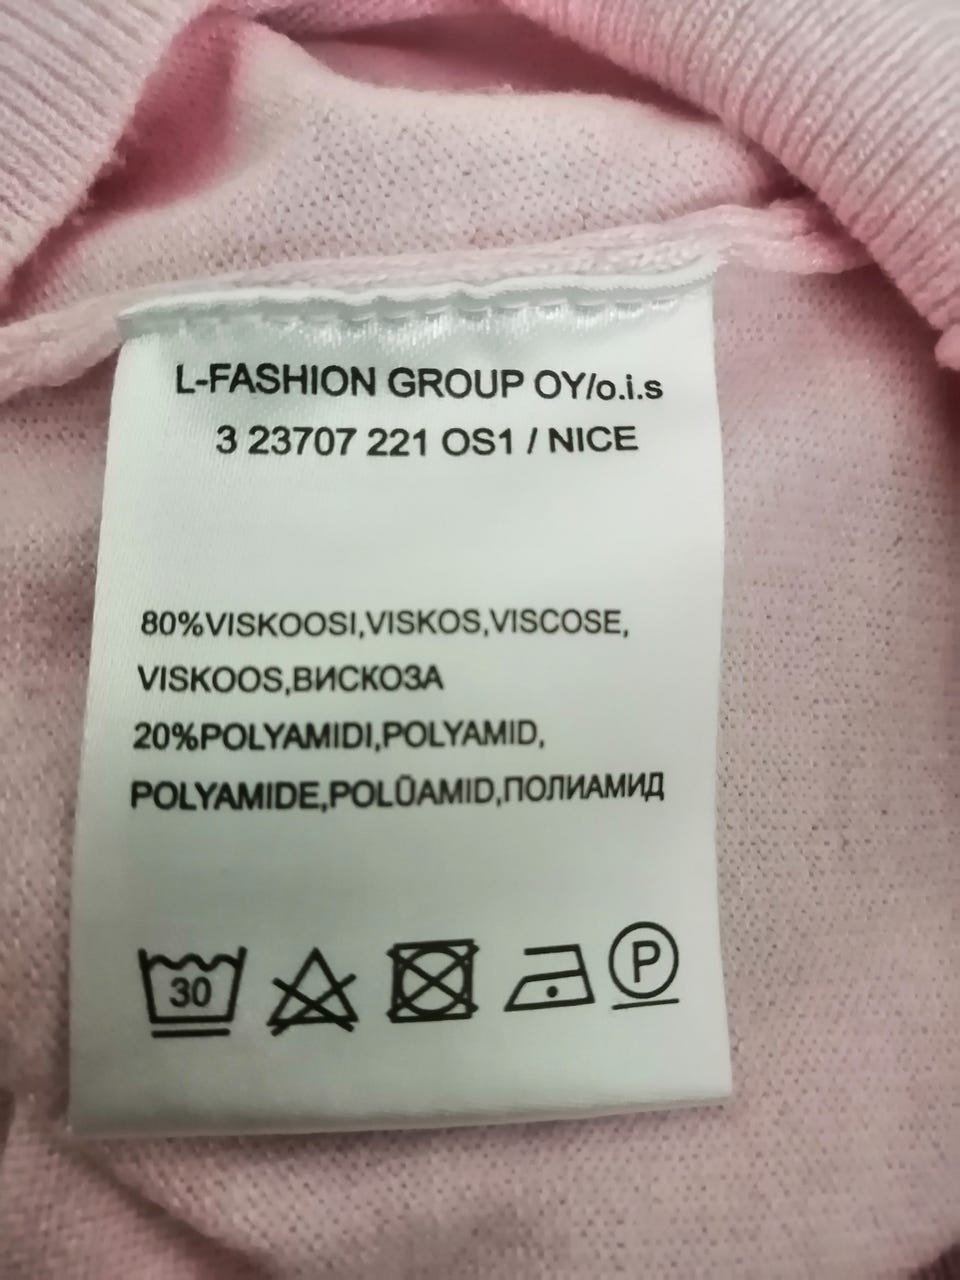 L-FASHION GROUP OY/o.i.s
3 23707 221 OS1 / NICE
80%VISKOOSI,VISKOS,VISCOSE,
VISKOOS,ВИСКОЗА
20%POLYAMIDI,POLYAMID,
POLYAMIDE,POLÜAMID,ПОЛИАМИД
30 P